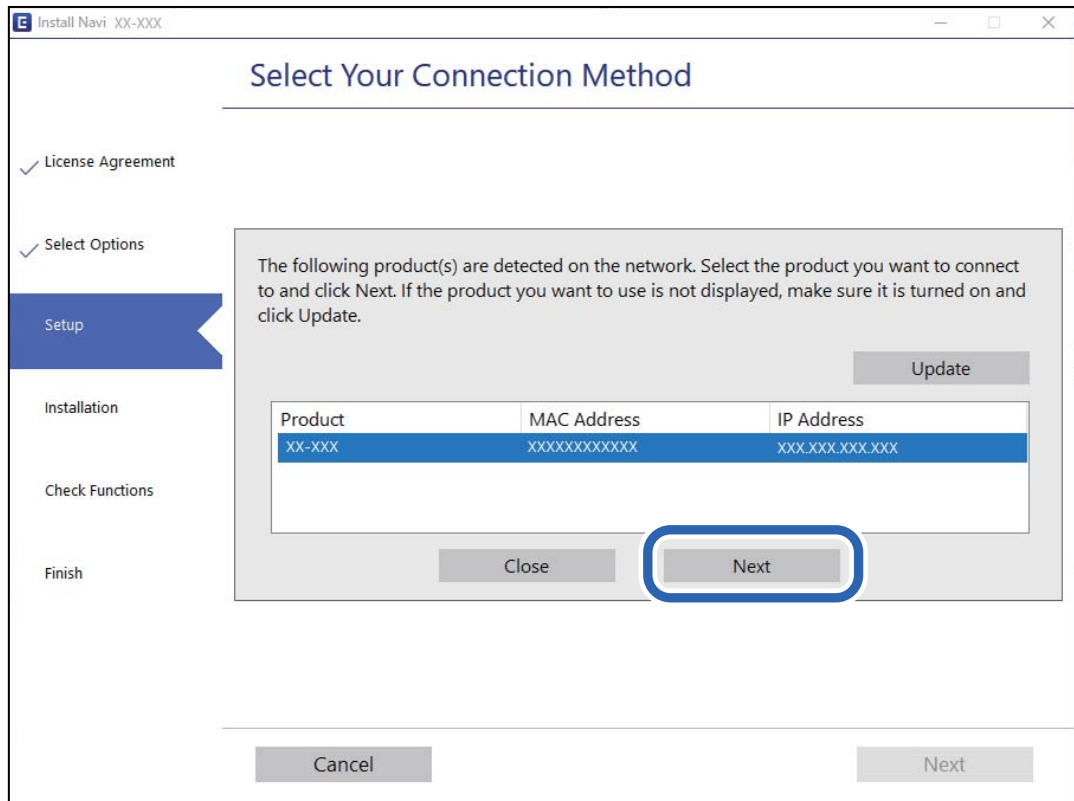 E Install Navi XX-XXX
Select Your Connection Method
License Agreement
Select Options
Setup
Installation
Check Functions
Finish
The following product(s) are detected on the network. Select the product you want to connect
to and click Next. If the product you want to use is not displayed, make sure it is turned on and
click Update.
Update
Product MAC Address IP Address
XX-XXX XXXXXXXXXXXX XXX.XXX.XXX.XXX
Close Next
Cancel Next